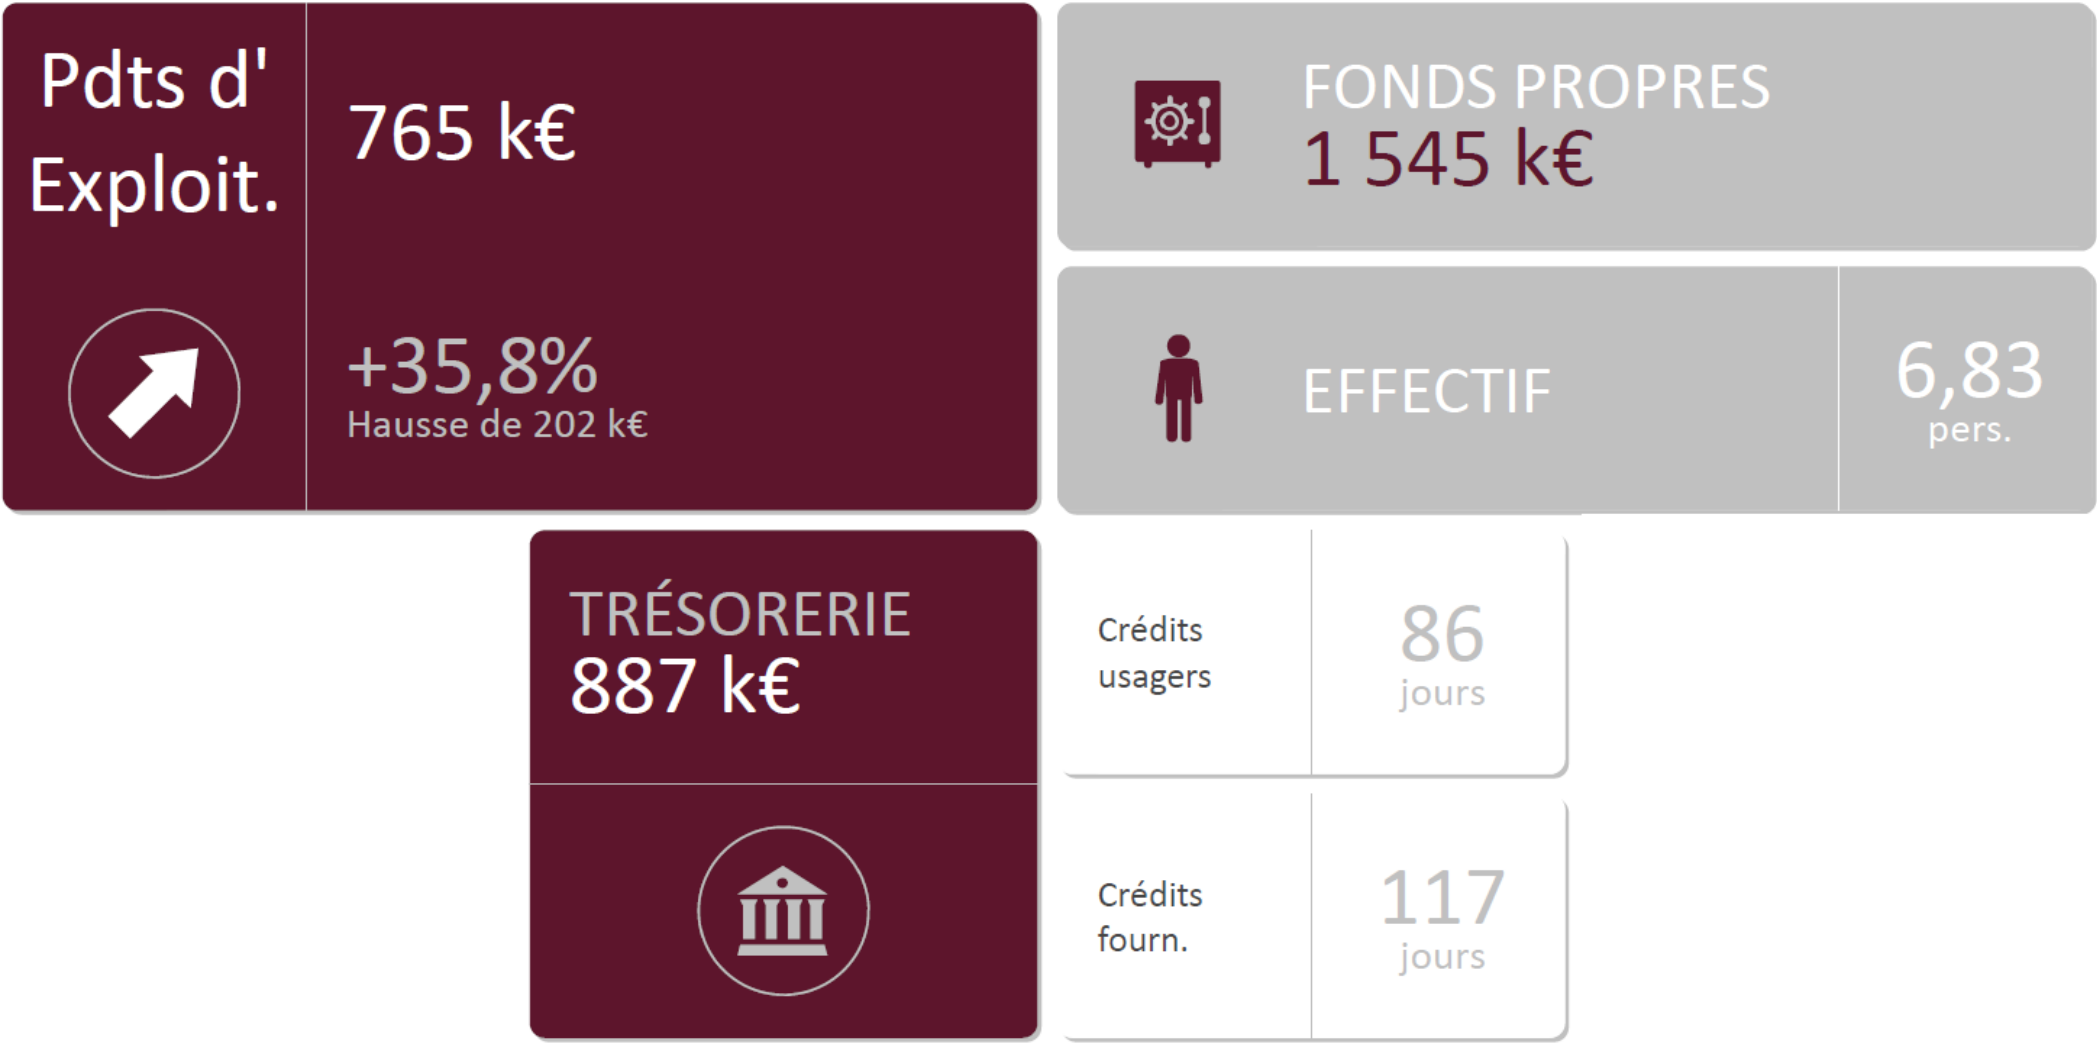 Pdts d'
Exploit.
765 k€
+35,8%
Hausse de 202 k€
FONDS PROPRES
1 545 k€
EFFECTIF
6,83
pers.
TRÉSORERIE
887 k€
Crédits
usagers
86
jours
Crédits
fourn.
117
jours